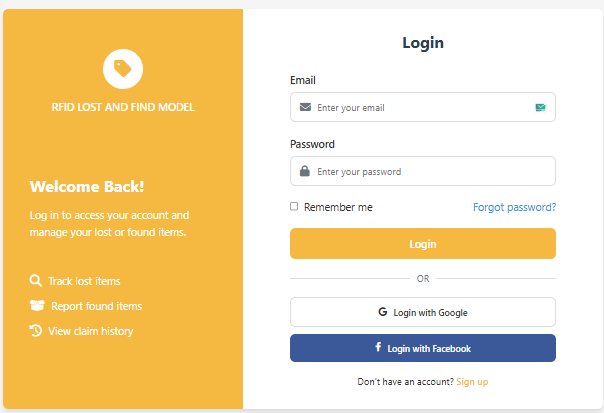 RFID LOST AND FIND MODEL
Welcome Back!
Log in to access your account and
manage your lost or found items.
Track lost items
Report found items
View claim history
Login
Email
Enter your email
Password
Enter your password
Remember me
Forgot password?
Login
OR
G Login with Google
f Login with Facebook
Don't have an account? Sign up